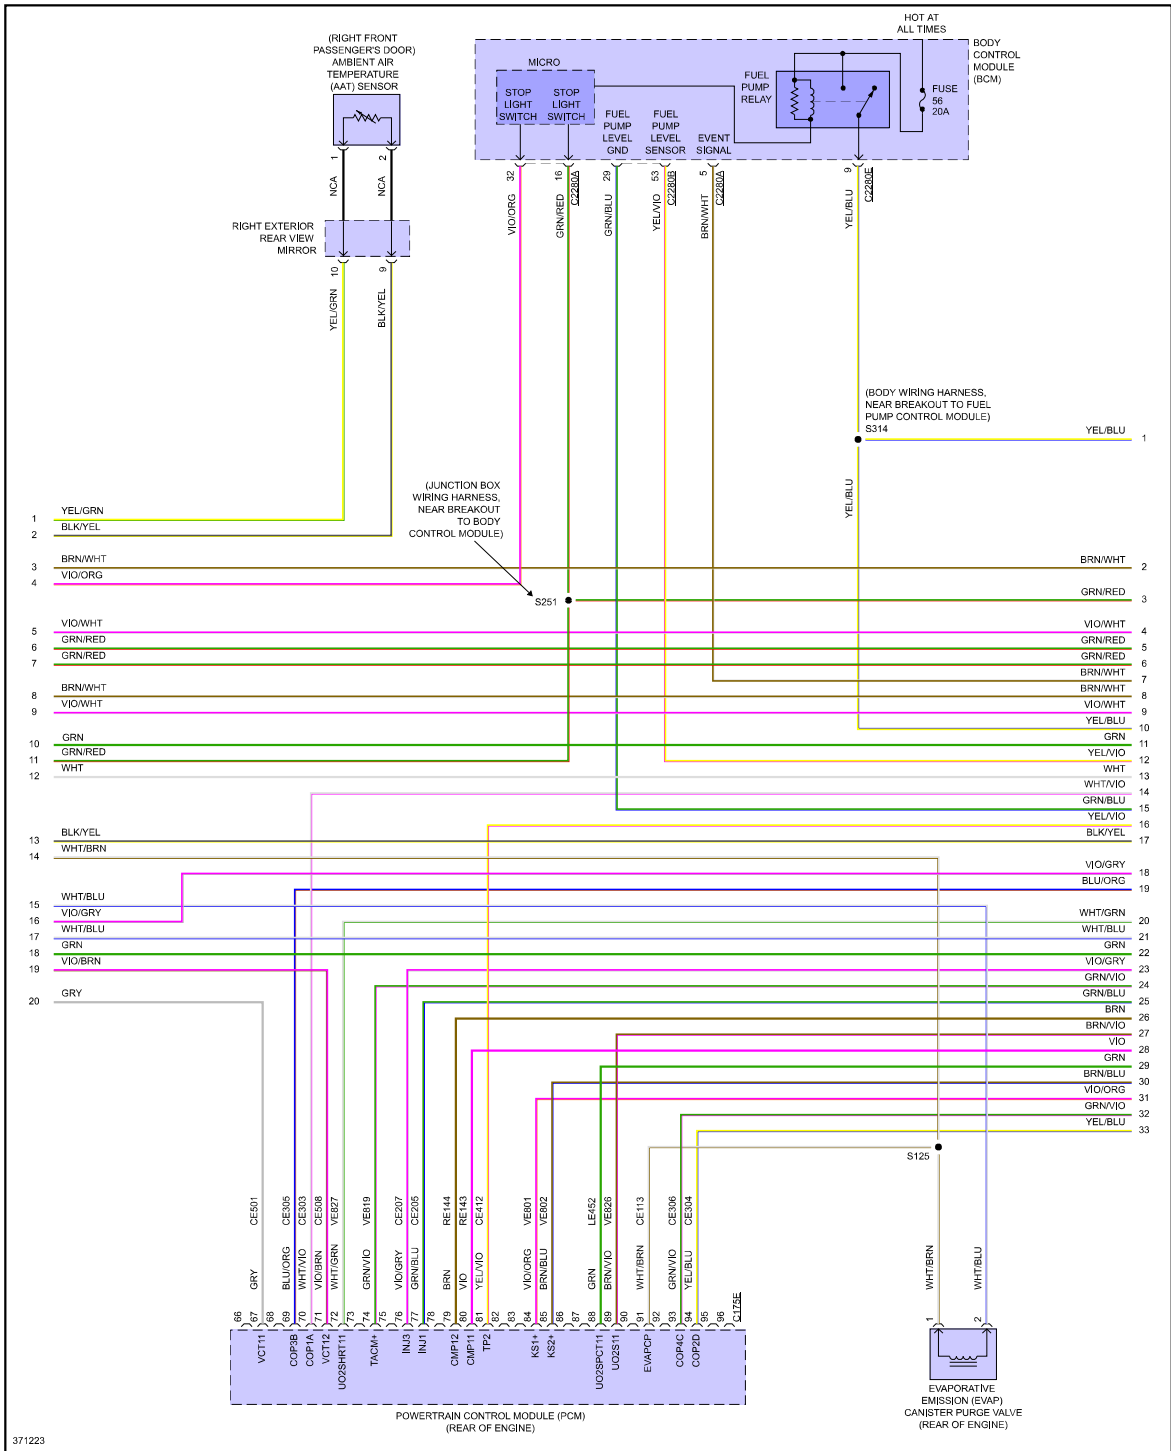 HOT AT
ALL TIMES
(RIGHT FRONT
PASSENGER'S DOOR)
AMBIENT AIR
TEMPERATURE
(AAT) SENSOR
BODY
CONTROL
MODULE
(BCM)
MICRO
STOP
LIGHT
SWITCH
STOP
LIGHT
SWITCH
FUEL
PUMP
RELAY
FUSE
56
20A
FUEL
PUMP
LEVEL
GND
FUEL
PUMP
LEVEL
SENSOR
EVENT
SIGNAL
1
2
NCA
NCA
32
16
C2280A
29
53
C2280B
5
C2280A
9
C2280E
VIO/ORG
GRN/RED
GRN/BLU
YEL/VIO
BRN/WHT
YEL/BLU
RIGHT EXTERIOR
REAR VIEW
MIRROR
10
9
YEL/GRN
BLK/YEL
(BODY WIRING HARNESS,
NEAR BREAKOUT TO FUEL
PUMP CONTROL MODULE)
S314
YEL/BLU 1
YEL/BLU
(JUNCTION BOX
WIRING HARNESS,
NEAR BREAKOUT
TO BODY
CONTROL MODULE)
S251
1 YEL/GRN
2 BLK/YEL
3 BRN/WHT
4 VIO/ORG
5 VIO/WHT
6 GRN/RED
7 GRN/RED
8 BRN/WHT
9 VIO/WHT
10 GRN
11 GRN/RED
12 WHT
13 BLK/YEL
14 WHT/BRN
15 WHT/BLU
16 VIO/GRY
17 WHT/BLU
18 GRN
19 VIO/BRN
20 GRY
BRN/WHT 2
GRN/RED 3
VIO/WHT 4
GRN/RED 5
GRN/RED 6
BRN/WHT 7
BRN/WHT 8
VIO/WHT 9
YEL/BLU 10
GRN 11
YEL/VIO 12
WHT 13
WHT/VIO 14
GRN/BLU 15
YEL/VIO 16
BLK/YEL 17
VIO/GRY 18
BLU/ORG 19
WHT/GRN 20
WHT/BLU 21
GRN 22
VIO/GRY 23
GRN/VIO 24
GRN/BLU 25
BRN 26
BRN/VIO 27
VIO 28
GRN 29
BRN/BLU 30
VIO/ORG 31
GRN/VIO 32
YEL/BLU 33
S125
CE501
CE305
CE303
CE508
VE827
VE819
CE207
CE205
RE144
RE143
CE412
VE801
VE802
LE452
VE826
CE113
CE306
CE304
GRY
BLU/ORG
WHT/VIO
VIO/BRN
WHT/GRN
GRN/VIO
VIO/GRY
GRN/BLU
BRN
VIO
YEL/VIO
VIO/ORG
BRN/BLU
GRN
BRN/VIO
WHT/BRN
GRN/VIO
YEL/BLU
WHT/BRN
WHT/BLU
66
67
68
69
70
71
72
73
74
75
76
77
78
79
80
81
82
83
84
85
86
87
88
89
90
91
92
93
94
95
96
C175E
1
2
VCT11
COP3B
COP1A
VCT12
UO2SHRT11
TACM+
INJ3
INJ1
CMP12
CMP11
TP2
KS1+
KS2+
UO2SPCT11
UO2S11
EVAPCP
COP4C
COP2D
POWERTRAIN CONTROL MODULE (PCM)
(REAR OF ENGINE)
EVAPORATIVE
EMISSION (EVAP)
CANISTER PURGE VALVE
(REAR OF ENGINE)
371223